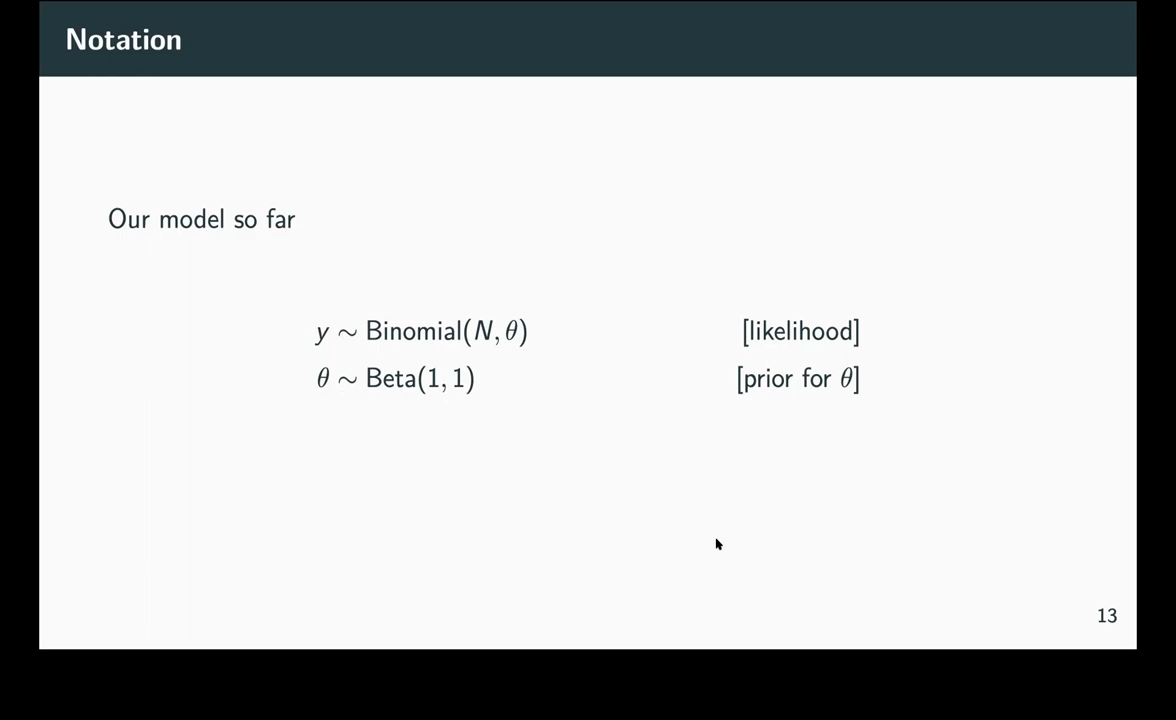 Notation
Our model so far
y ∼ Binomial(N, θ) [likelihood]
θ ∼ Beta(1, 1) [prior for θ]
13